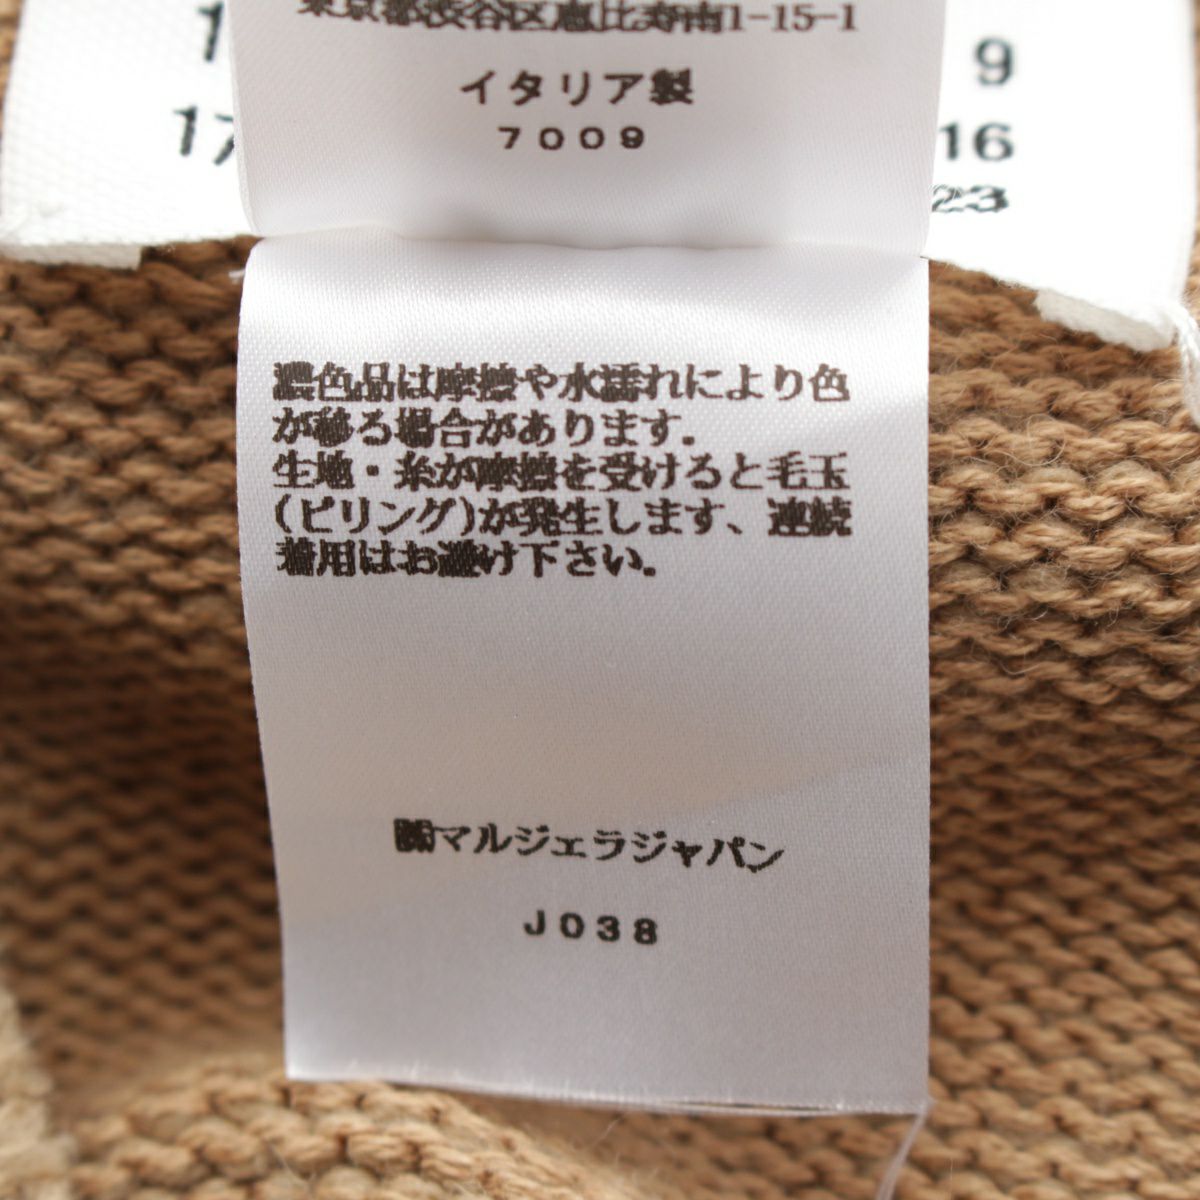 東京都渋谷区恵比寿南1-15-1
イタリア製
7009
1
17
9
16
23
濃色品は摩擦や水濡れにより色
が移る場合があります。
生地・糸が摩擦を受けると毛玉
(ピリング)が発生します、連続
着用はお避け下さい。
㈱マルジェラジャパン
J038